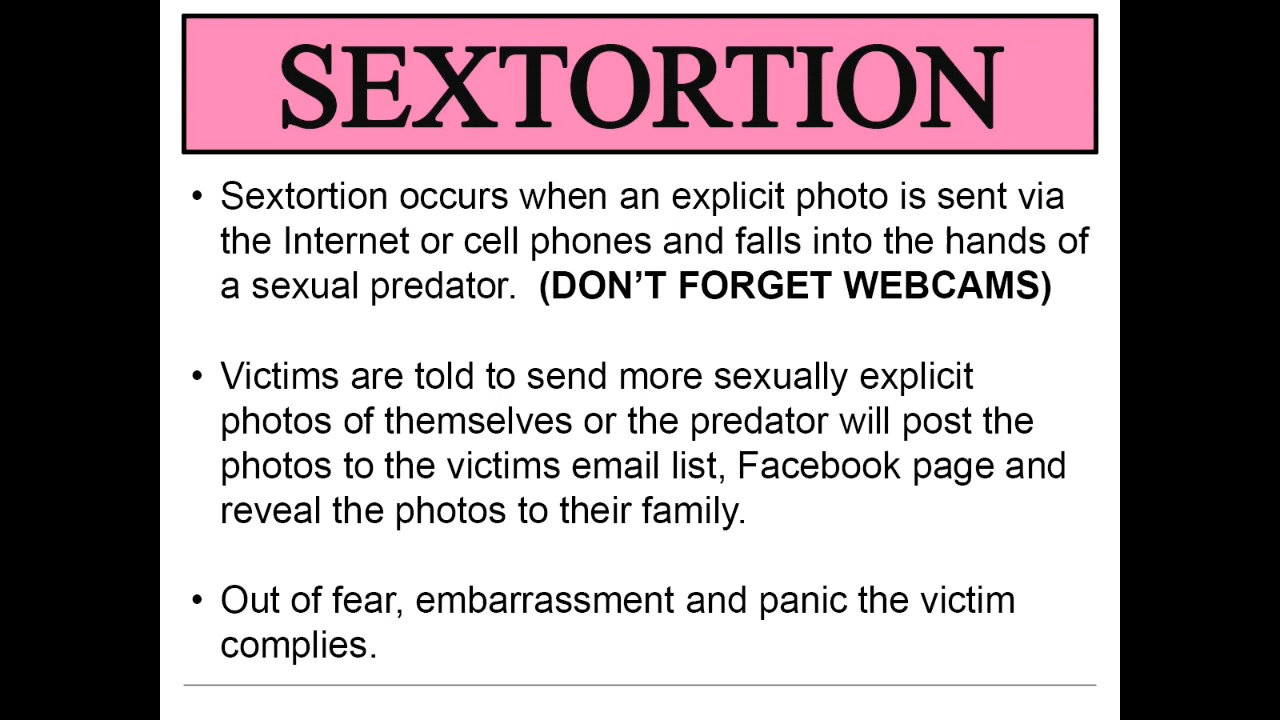 SEXTORTION
• Sextortion occurs when an explicit photo is sent via
the Internet or cell phones and falls into the hands of
a sexual predator.  (DON’T FORGET WEBCAMS)
• Victims are told to send more sexually explicit
photos of themselves or the predator will post the
photos to the victims email list, Facebook page and
reveal the photos to their family.
• Out of fear, embarrassment and panic the victim
complies.